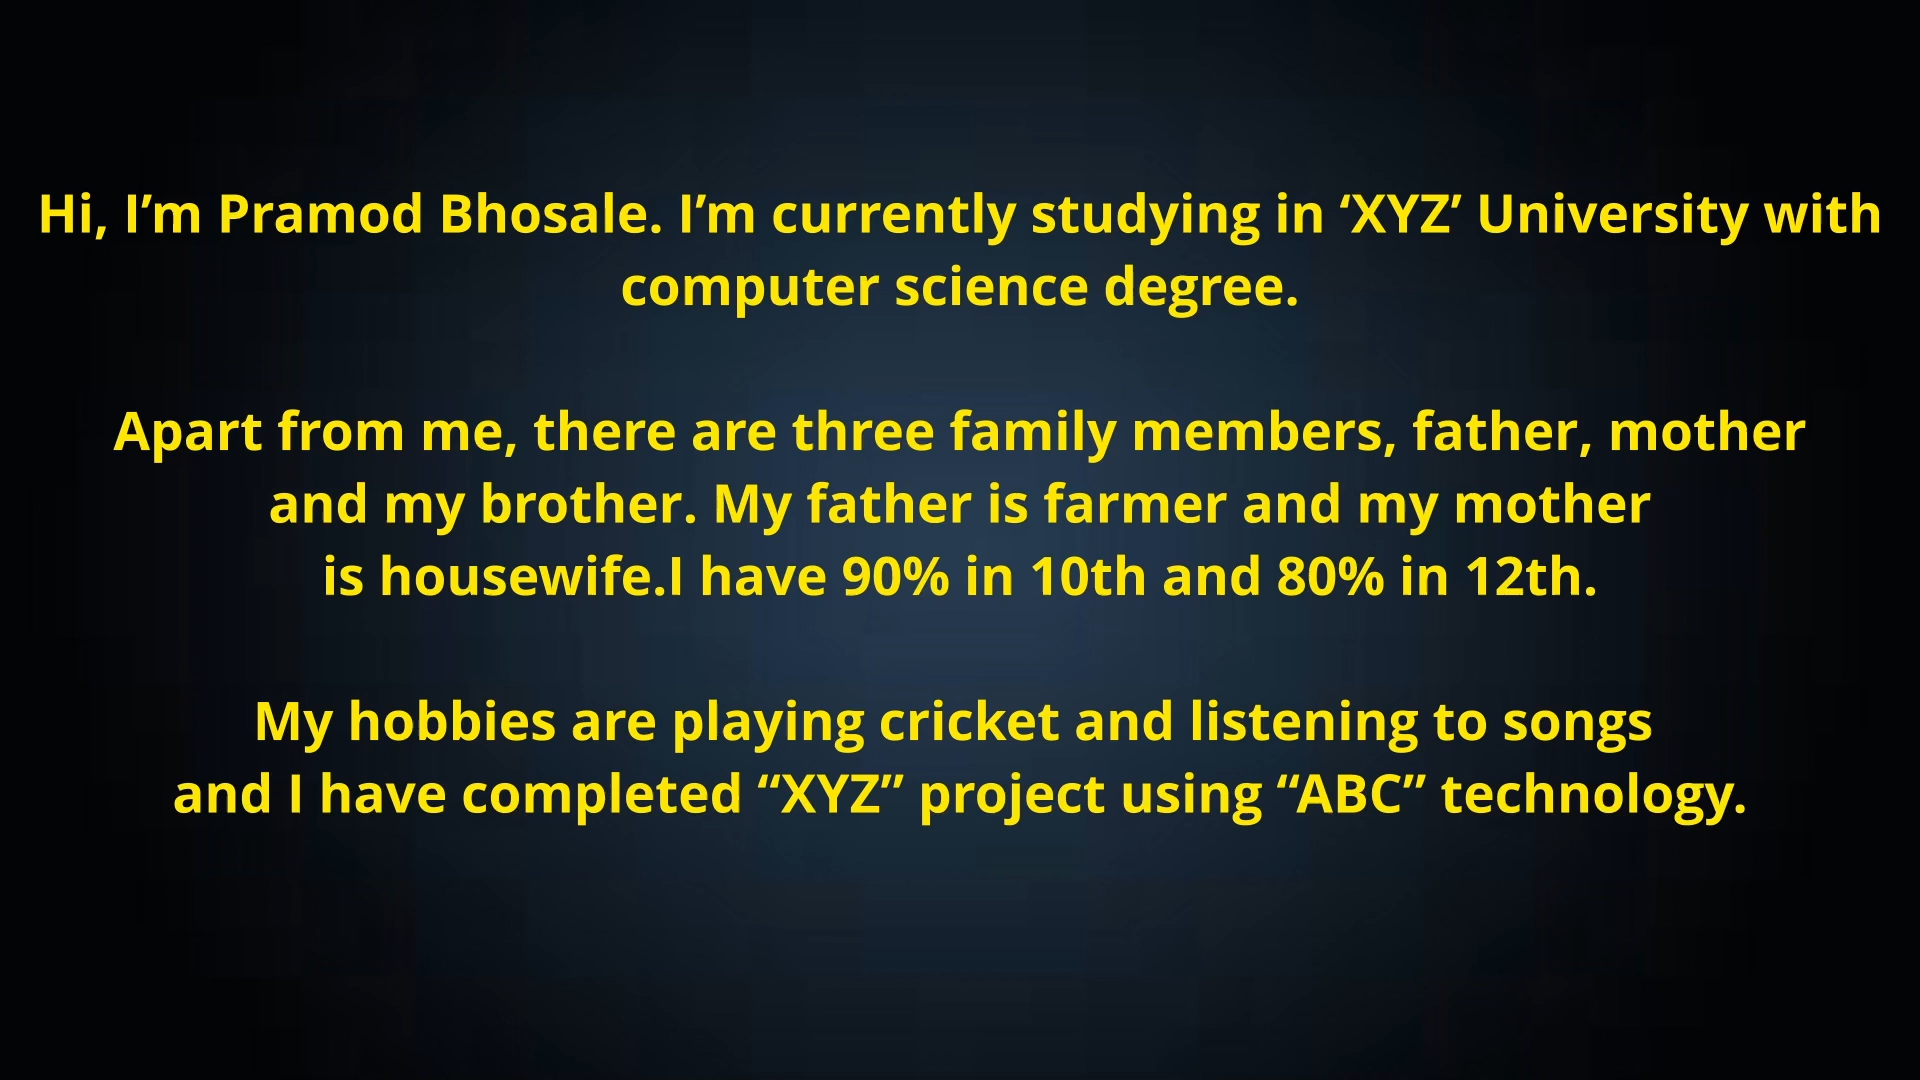 Hi, I’m Pramod Bhosale. I’m currently studying in ‘XYZ’ University with
computer science degree.
Apart from me, there are three family members, father, mother
and my brother. My father is farmer and my mother
is housewife.I have 90% in 10th and 80% in 12th.
My hobbies are playing cricket and listening to songs
and I have completed “XYZ” project using “ABC” technology.